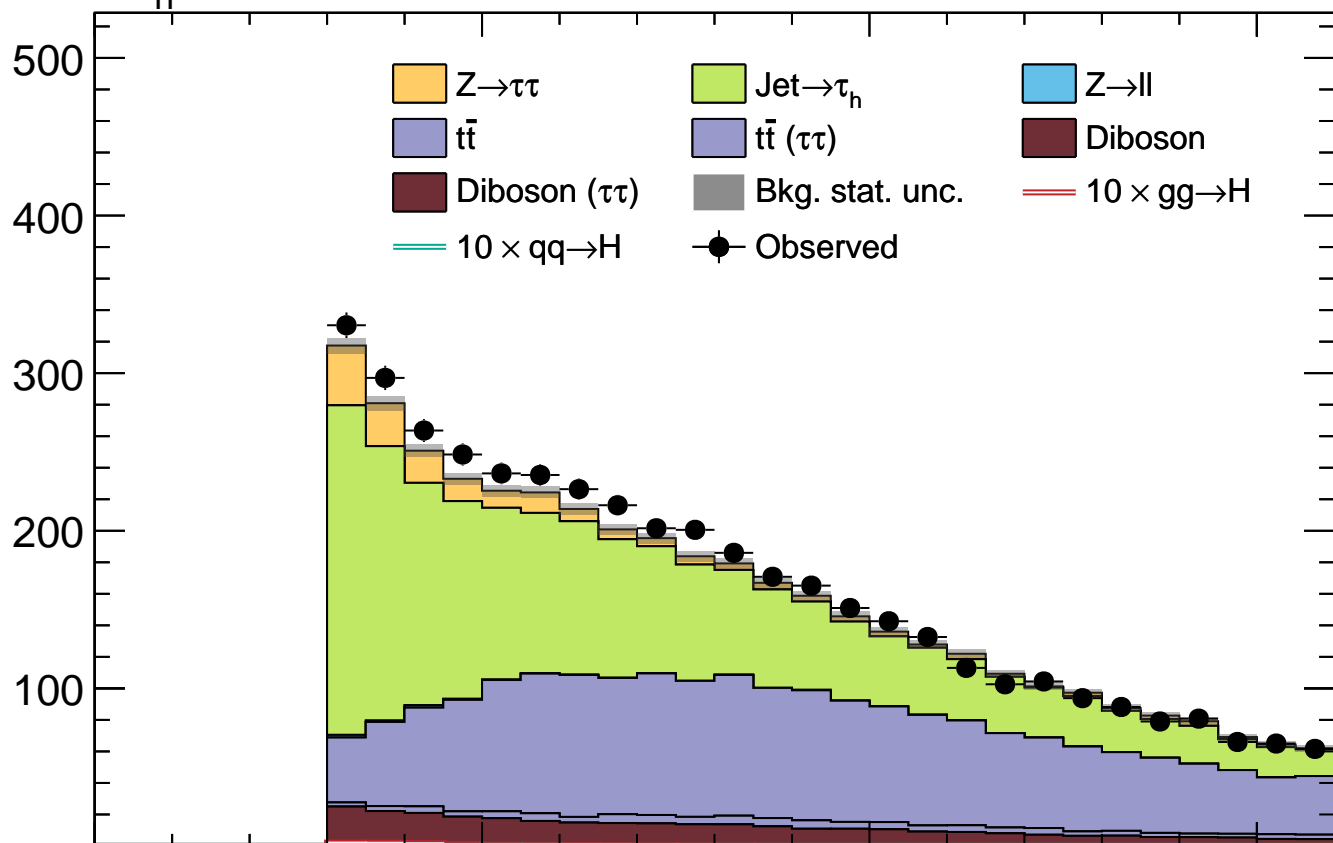 500
Z→ττ Jet→τh Z→ll
tt̄ tt̄ (ττ) Diboson
Diboson (ττ) Bkg. stat. unc. 10 × gg→H
400
10 × qq→H Observed
300
200
100